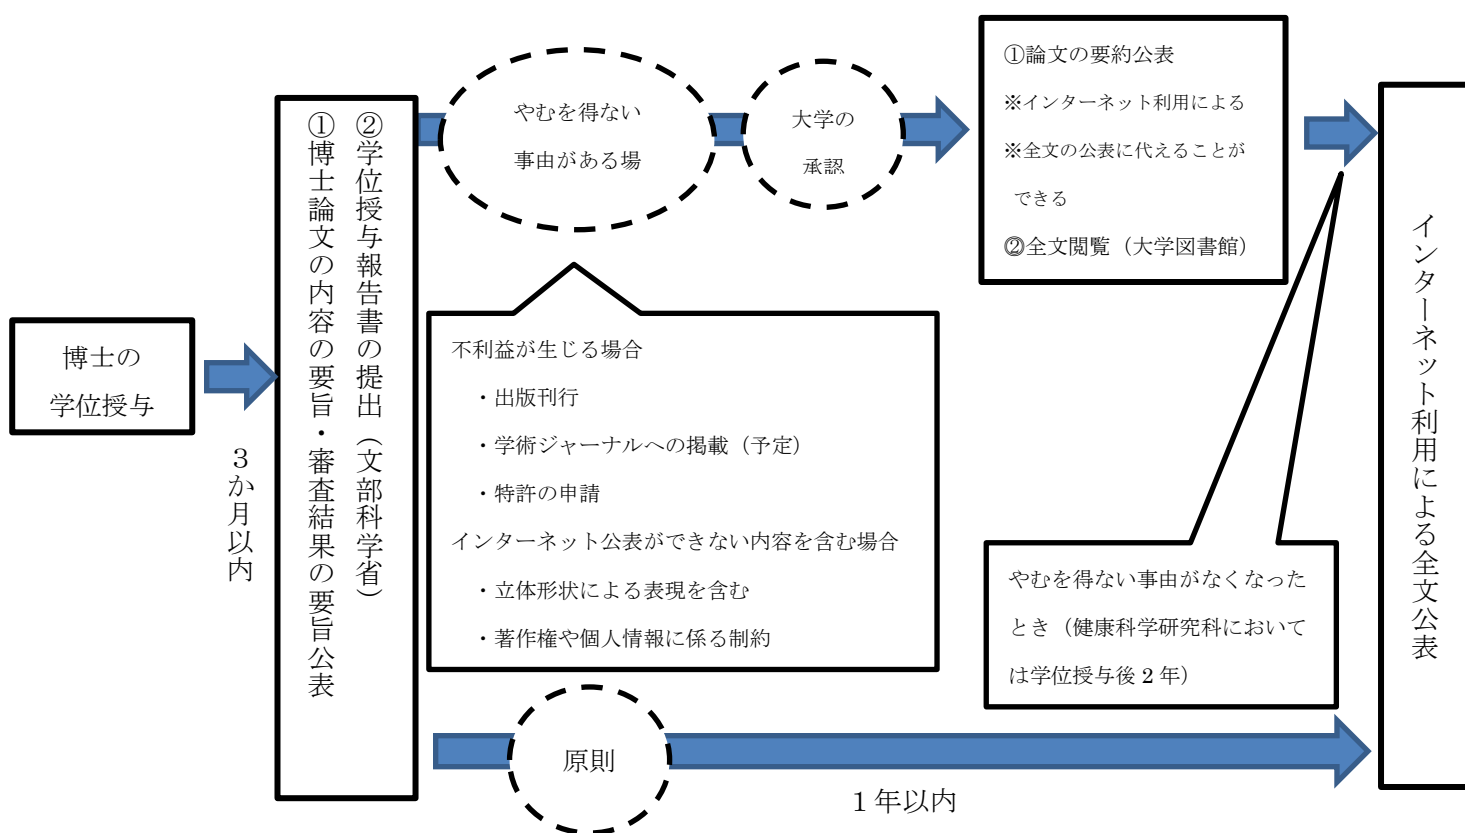 博士の
学位授与
3か月以内
①博士論文の内容の要旨・審査結果の要旨公表
②学位授与報告書の提出（文部科学省）
やむを得ない
事由がある場
大学の
承認
①論文の要約公表
※インターネット利用による
※全文の公表に代えることが
できる
②全文閲覧（大学図書館）
不利益が生じる場合
・出版刊行
・学術ジャーナルへの掲載（予定）
・特許の申請
インターネット公表ができない内容を含む場合
・立体形状による表現を含む
・著作権や個人情報に係る制約
やむを得ない事由がなくなった
とき（健康科学研究科において
は学位授与後 2 年）
原則
1年以内
インターネット利用による全文公表